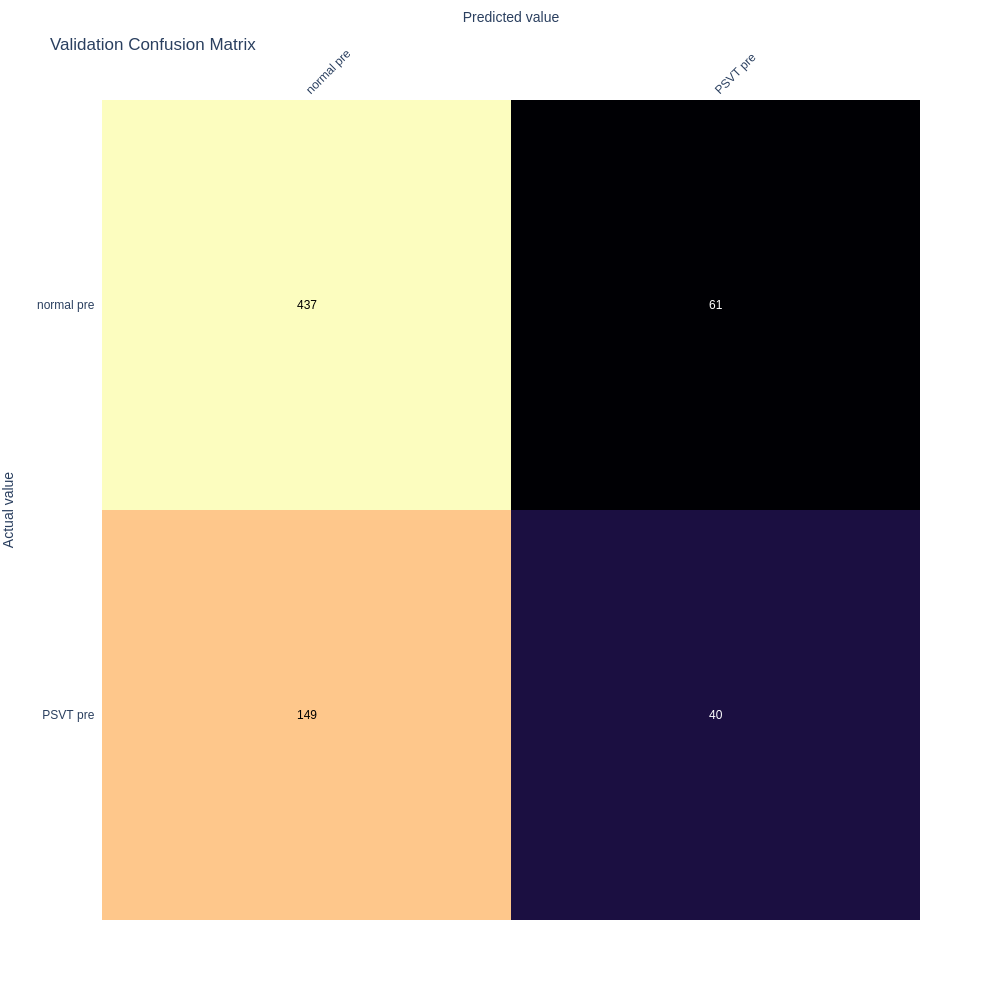 Predicted value
Validation Confusion Matrix
normal pre
PSVT pre
normal pre
437
61
Actual value
PSVT pre
149
40